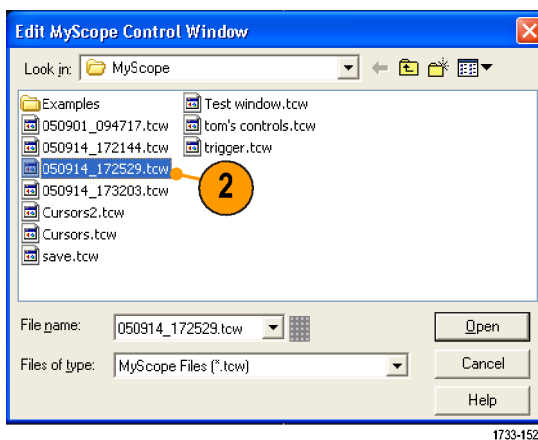 Edit MyScope Control Window
Look in: MyScope
Examples
050901_094717.tcw
050914_172144.tcw
050914_172529.tcw
050914_173203.tcw
Cursors2.tcw
Cursors.tcw
save.tcw
Test window.tcw
tom's controls.tcw
trigger.tcw
2
File name: 050914_172529.tcw Open
Files of type: MyScope Files (*.tcw) Cancel
Help
1733-152